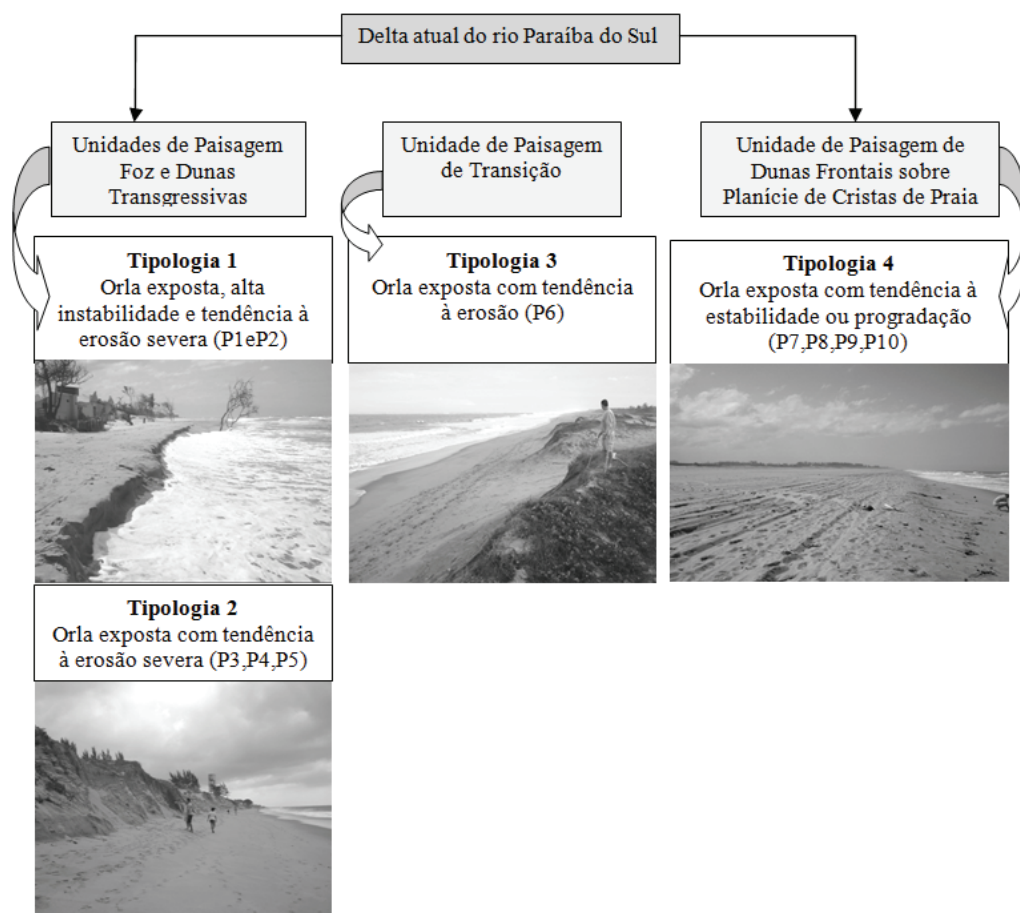 Delta atual do rio Paraíba do Sul
Unidades de Paisagem
Foz e Dunas
Transgressivas
Unidade de Paisagem
de Transição
Unidade de Paisagem de
Dunas Frontais sobre
Planície de Cristas de Praia
Tipologia 1
Orla exposta, alta
instabilidade e tendência à
erosão severa (P1eP2)
Tipologia 3
Orla exposta com tendência
à erosão (P6)
Tipologia 4
Orla exposta com tendência à
estabilidade ou progradação
(P7,P8,P9,P10)
Tipologia 2
Orla exposta com tendência
à erosão severa (P3,P4,P5)